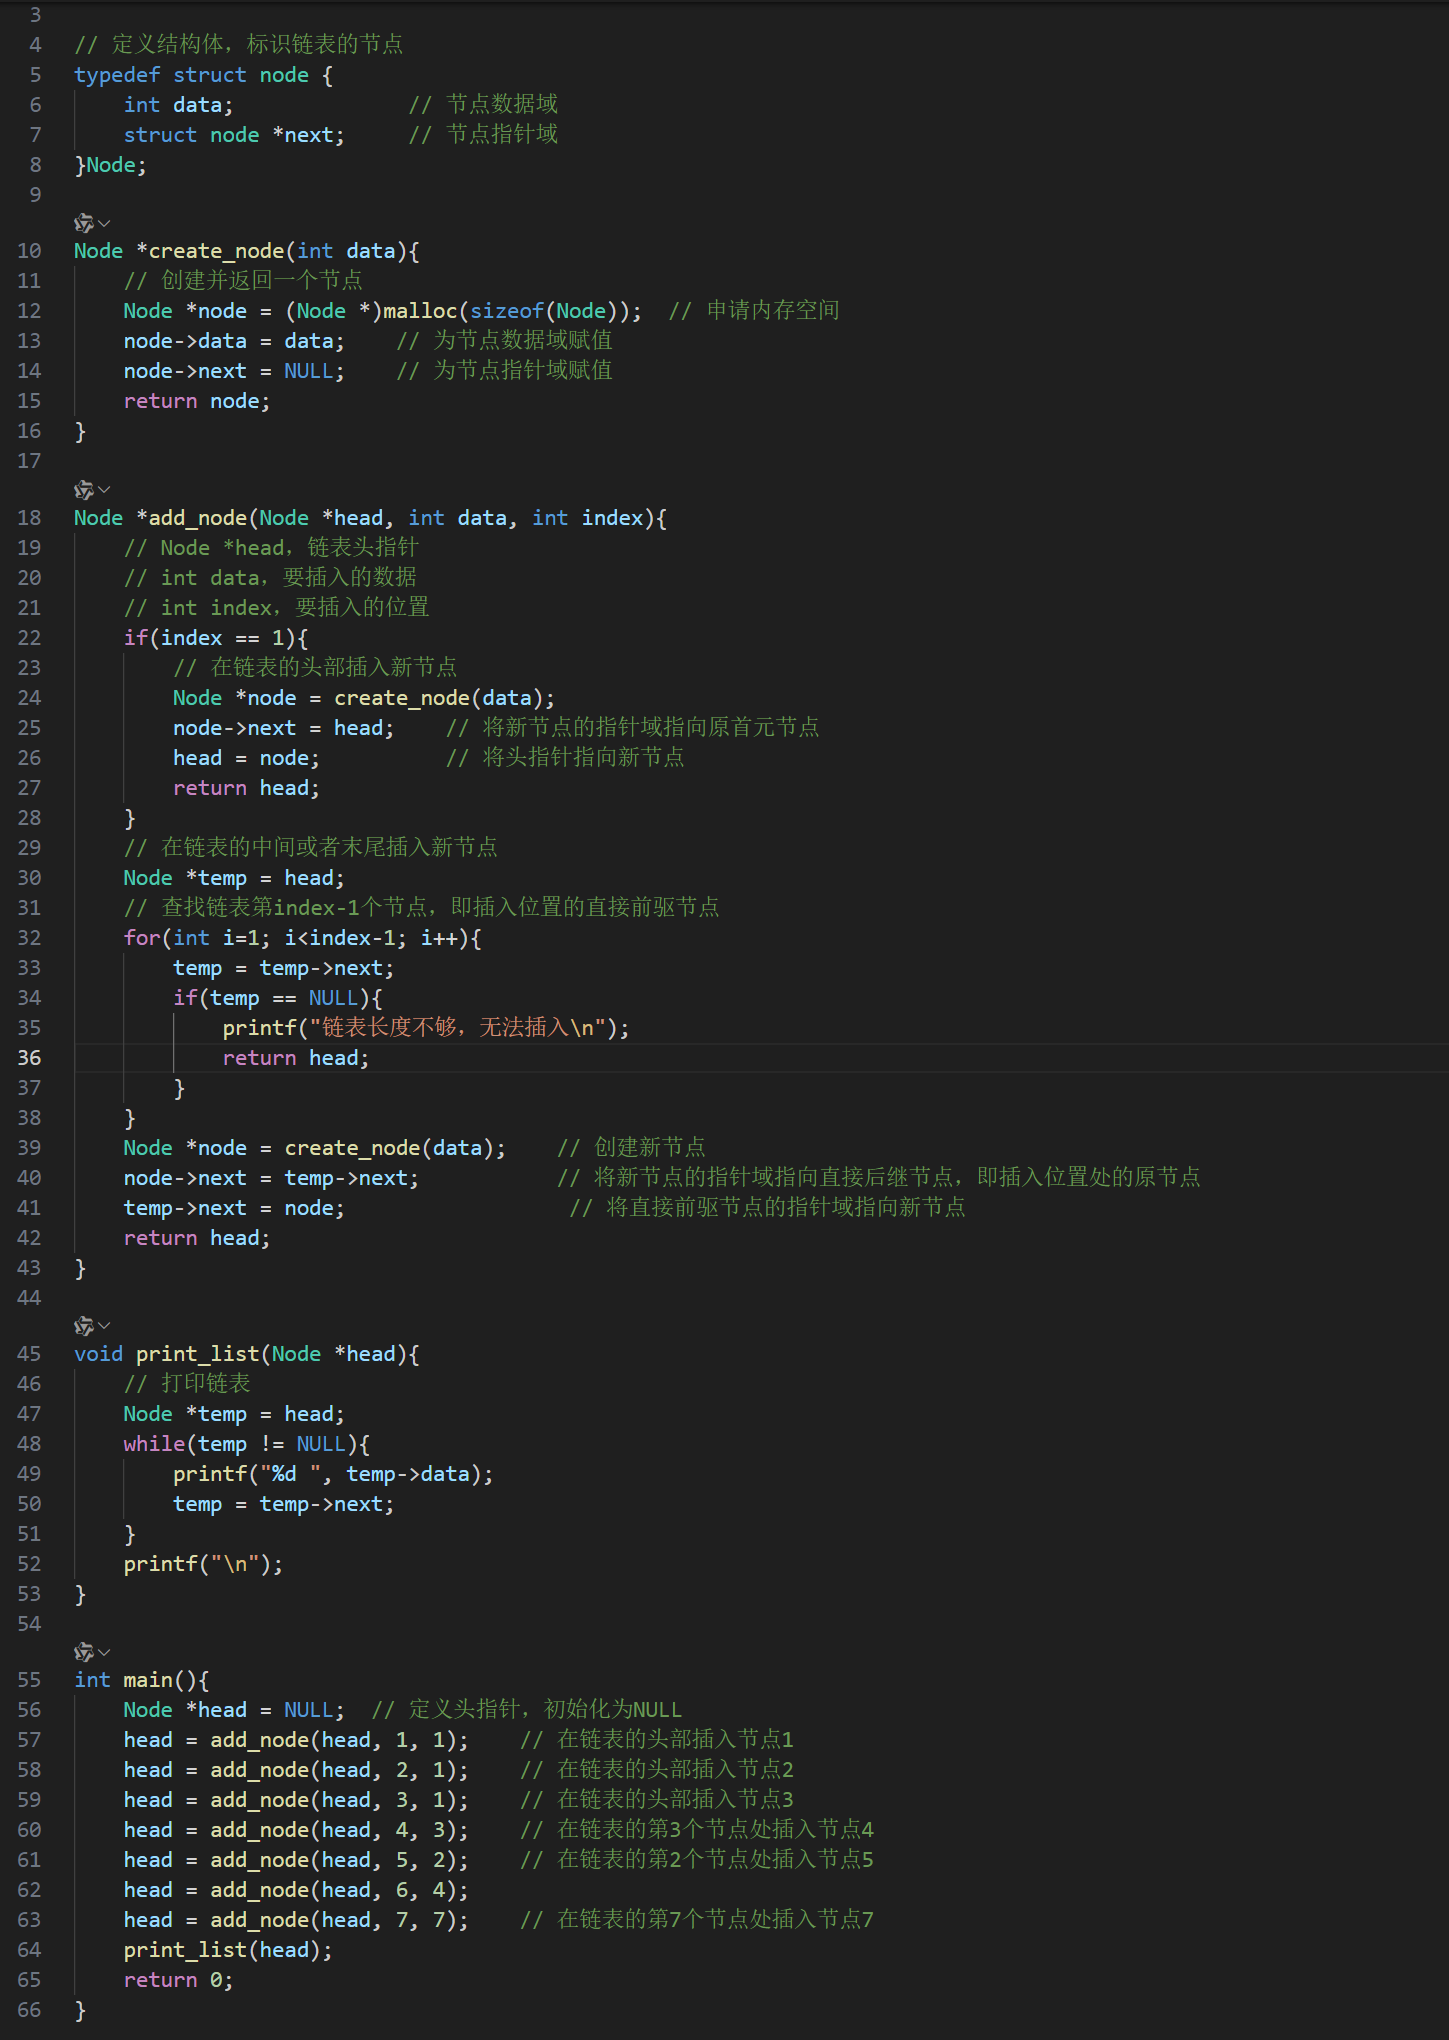 3
4 // 定义结构体，标识链表的节点
5 typedef struct node {
6     int data;              // 节点数据域
7     struct node *next;     // 节点指针域
8 }Node;
9
10 Node *create_node(int data){
11     // 创建并返回一个节点
12     Node *node = (Node *)malloc(sizeof(Node));  // 申请内存空间
13     node->data = data;    // 为节点数据域赋值
14     node->next = NULL;    // 为节点指针域赋值
15     return node;
16 }
17
18 Node *add_node(Node *head, int data, int index){
19     // Node *head，链表头指针
20     // int data，要插入的数据
21     // int index，要插入的位置
22     if(index == 1){
23         // 在链表的头部插入新节点
24         Node *node = create_node(data);
25         node->next = head;    // 将新节点的指针域指向原首元节点
26         head = node;          // 将头指针指向新节点
27         return head;
28     }
29     // 在链表的中间或者末尾插入新节点
30     Node *temp = head;
31     // 查找链表第index-1个节点，即插入位置的直接前驱节点
32     for(int i=1; i<index-1; i++){
33         temp = temp->next;
34         if(temp == NULL){
35             printf("链表长度不够，无法插入\n");
36             return head;
37         }
38     }
39     Node *node = create_node(data);    // 创建新节点
40     node->next = temp->next;           // 将新节点的指针域指向直接后继节点，即插入位置处的原节点
41     temp->next = node;                  // 将直接前驱节点的指针域指向新节点
42     return head;
43 }
44
45 void print_list(Node *head){
46     // 打印链表
47     Node *temp = head;
48     while(temp != NULL){
49         printf("%d ", temp->data);
50         temp = temp->next;
51     }
52     printf("\n");
53 }
54
55 int main(){
56     Node *head = NULL;  // 定义头指针，初始化为NULL
57     head = add_node(head, 1, 1);    // 在链表的头部插入节点1
58     head = add_node(head, 2, 1);    // 在链表的头部插入节点2
59     head = add_node(head, 3, 1);    // 在链表的头部插入节点3
60     head = add_node(head, 4, 3);    // 在链表的第3个节点处插入节点4
61     head = add_node(head, 5, 2);    // 在链表的第2个节点处插入节点5
62     head = add_node(head, 6, 4);
63     head = add_node(head, 7, 7);    // 在链表的第7个节点处插入节点7
64     print_list(head);
65     return 0;
66 }